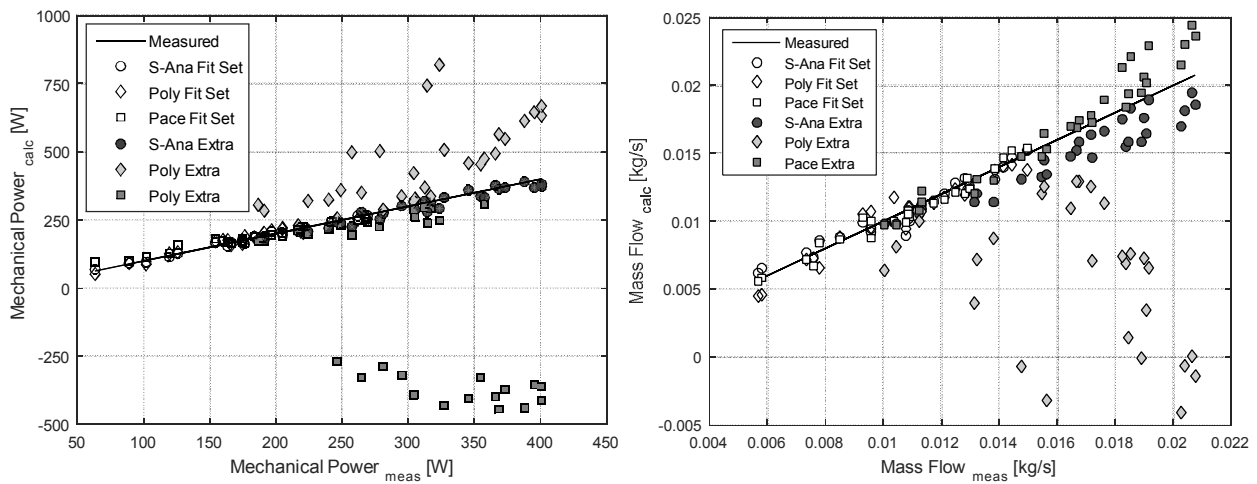 1000
750
500
250
0
-250
-500
50
100
150
200
250
300
350
400
450
Mechanical Power calc [W]
Mechanical Power meas [W]
Measured
S-Ana Fit Set
Poly Fit Set
Pace Fit Set
S-Ana Extra
Poly Extra
Poly Extra
0.025
0.02
0.015
0.01
0.005
0
-0.005
0.004
0.006
0.008
0.01
0.012
0.014
0.016
0.018
0.02
0.022
Mass Flow calc [kg/s]
Mass Flow meas [kg/s]
Measured
S-Ana Fit Set
Poly Fit Set
Pace Fit Set
S-Ana Extra
Poly Extra
Pace Extra